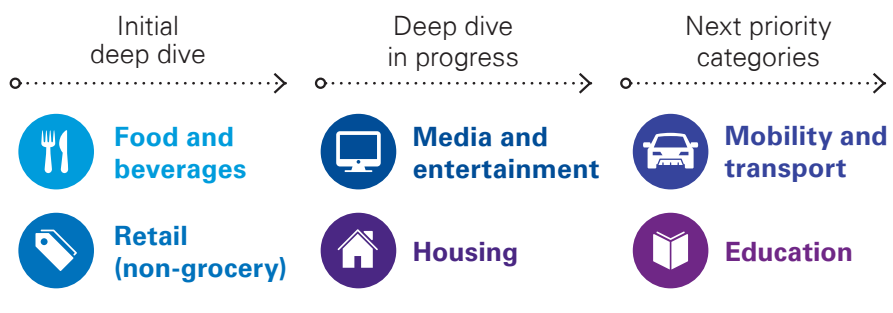 Initial
deep dive
Deep dive
in progress
Next priority
categories
Food and
beverages
Media and
entertainment
Mobility and
transport
Retail
(non-grocery)
Housing
Education